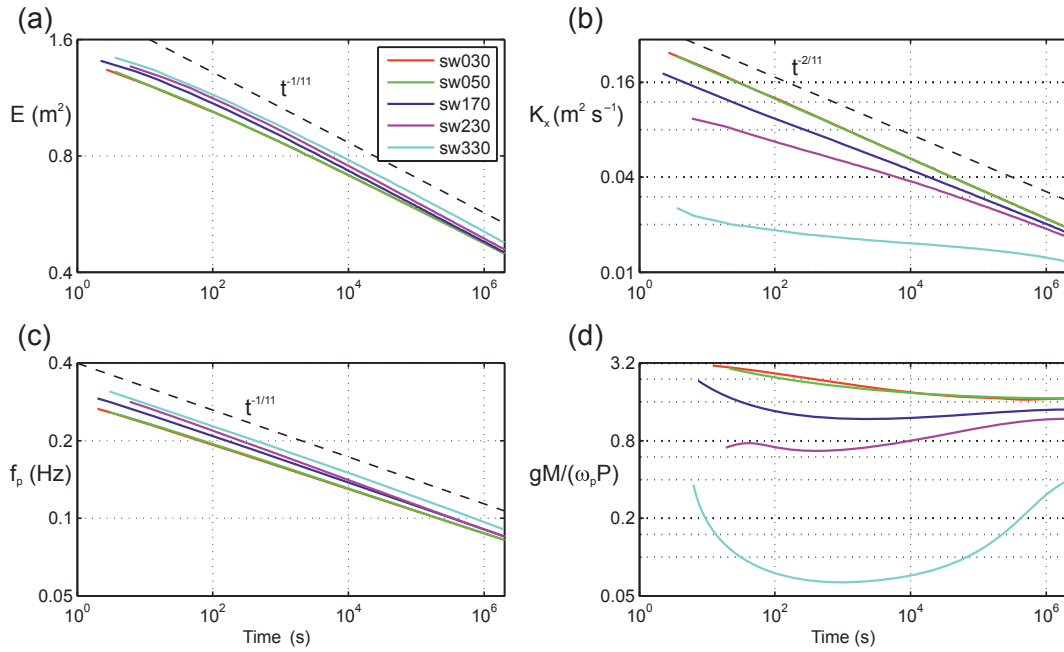 (a)
1.6
E (m²)
0.8
0.4
t⁻¹/¹¹
sw030
sw050
sw170
sw230
sw330
10⁰
10²
10⁴
10⁶
(b)
0.16
Kₓ (m² s⁻¹)
0.04
0.01
t⁻²/¹¹
10⁰
10²
10⁴
10⁶
(c)
0.4
0.2
fₚ (Hz)
0.1
0.05
t⁻¹/¹¹
10⁰
10²
10⁴
10⁶
Time (s)
(d)
3.2
0.8
gM/(ωₚP)
0.2
0.05
10⁰
10²
10⁴
10⁶
Time (s)